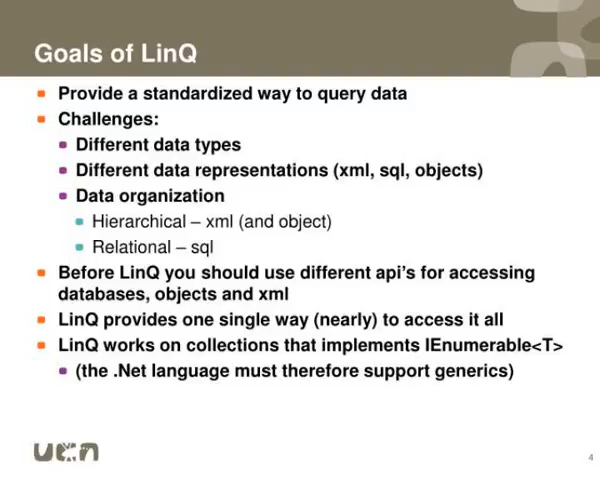 Goals of LinQ
Provide a standardized way to query data
Challenges:
Different data types
Different data representations (xml, sql, objects)
Data organization
Hierarchical – xml (and object)
Relational – sql
Before LinQ you should use different api's for accessing
databases, objects and xml
LinQ provides one single way (nearly) to access it all
LinQ works on collections that implements IEnumerable<T>
(the .Net language must therefore support generics)
ucn
4